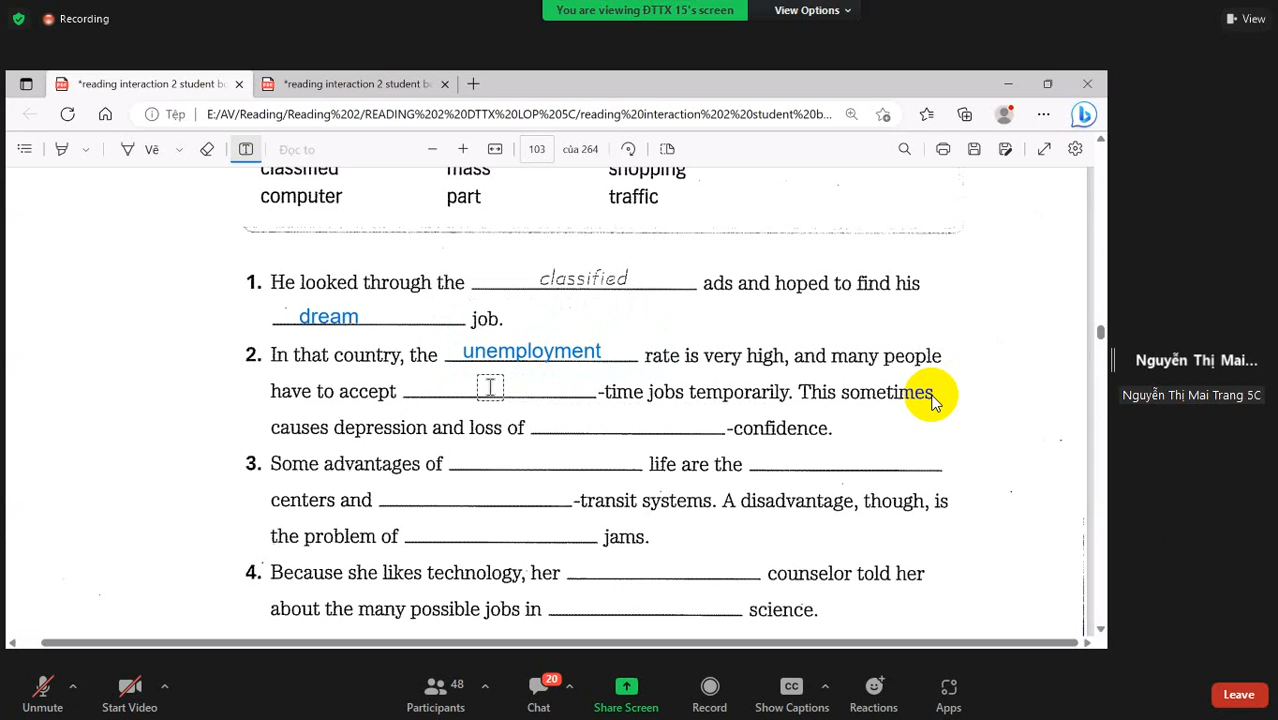 Recording
You are viewing ĐTTX 15's screen
View Options
View
*reading interaction 2 student bo
*reading interaction 2 student bo
Tệp
E:/AV/Reading/Reading%202/READING%202%20DTTX%20LOP%205C/reading%20interaction%202%20student%20b...
Vẽ
Đọc to
103
của 264
classified mass shopping
computer part traffic
1. He looked through the classified ads and hoped to find his
dream job.
2. In that country, the unemployment rate is very high, and many people
have to accept -time jobs temporarily. This sometimes
causes depression and loss of -confidence.
3. Some advantages of life are the
centers and -transit systems. A disadvantage, though, is
the problem of jams.
4. Because she likes technology, her counselor told her
about the many possible jobs in science.
Nguyễn Thị Mai...
Nguyễn Thị Mai Trang 5C
Unmute
Start Video
48
Participants
20
Chat
Share Screen
Record
CC
Show Captions
Reactions
Apps
Leave